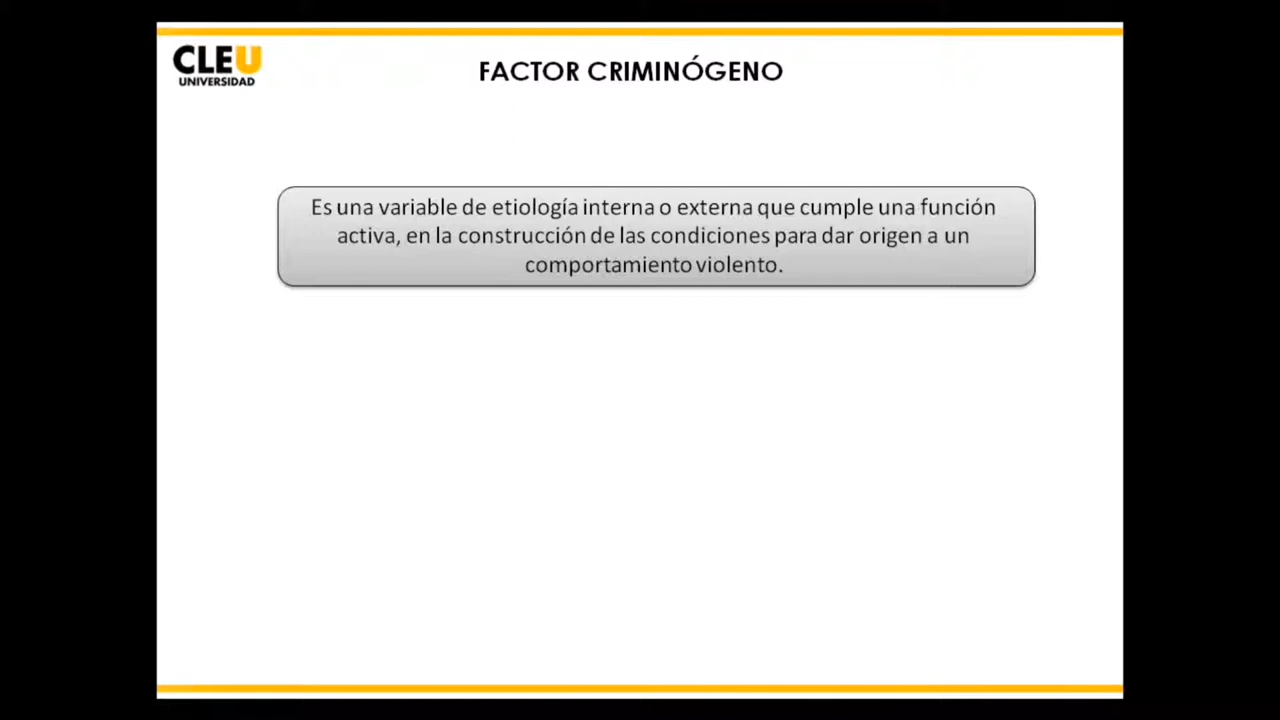 CLEU
UNIVERSIDAD
FACTOR CRIMINÓGENO
Es una variable de etiología interna o externa que cumple una función
activa, en la construcción de las condiciones para dar origen a un
comportamiento violento.